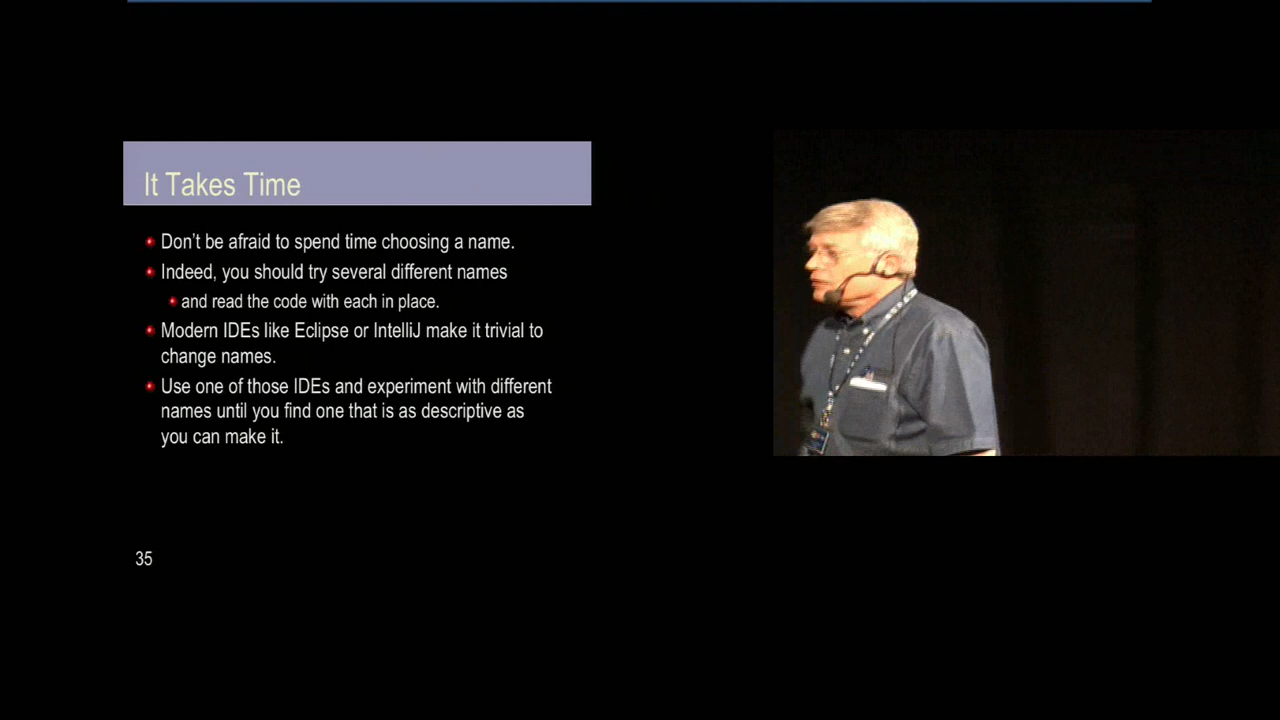 It Takes Time
Don't be afraid to spend time choosing a name.
Indeed, you should try several different names
and read the code with each in place.
Modern IDEs like Eclipse or IntelliJ make it trivial to
change names.
Use one of those IDEs and experiment with different
names until you find one that is as descriptive as
you can make it.
35